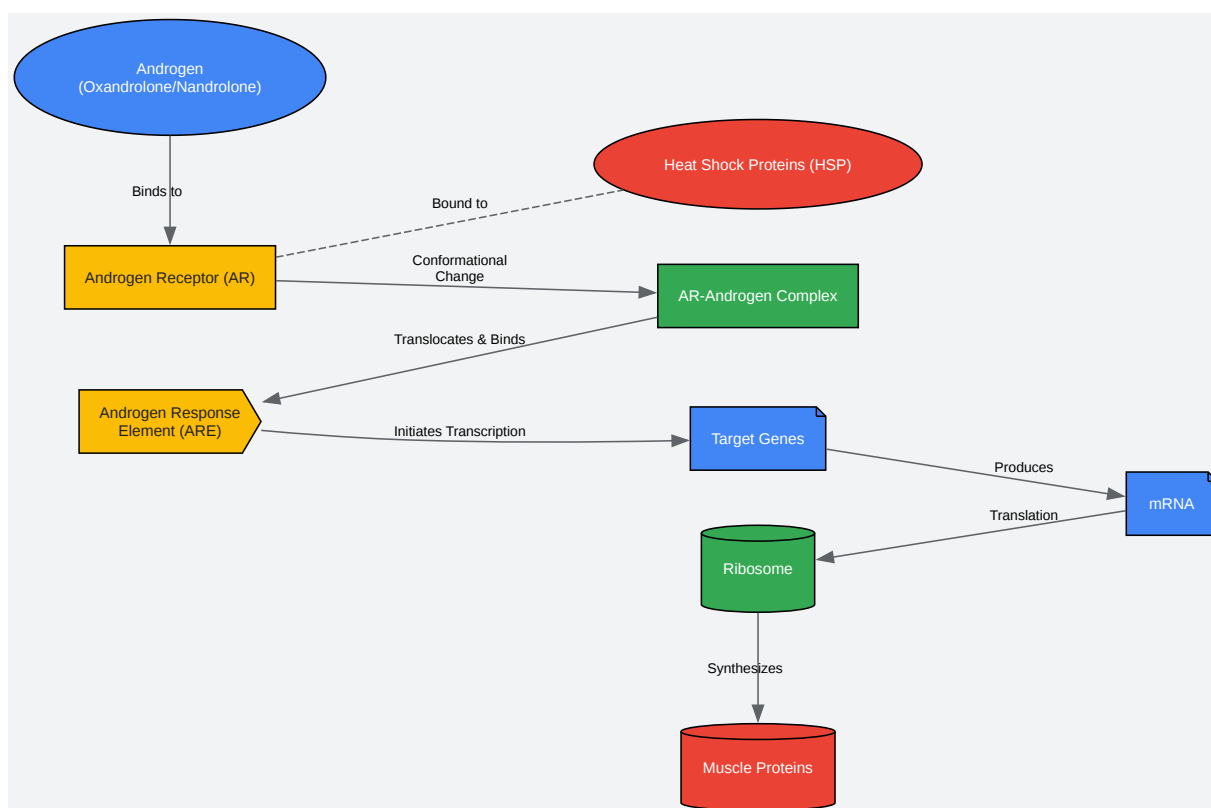 Androgen
(Oxandrolone/Nandrolone)
Heat Shock Proteins (HSP)
Binds to
Bound to
Androgen Receptor (AR)
Conformational
Change
AR-Androgen Complex
Translocates & Binds
Androgen Response
Element (ARE)
Initiates Transcription
Target Genes
Produces
mRNA
Translation
Ribosome
Synthesizes
Muscle Proteins